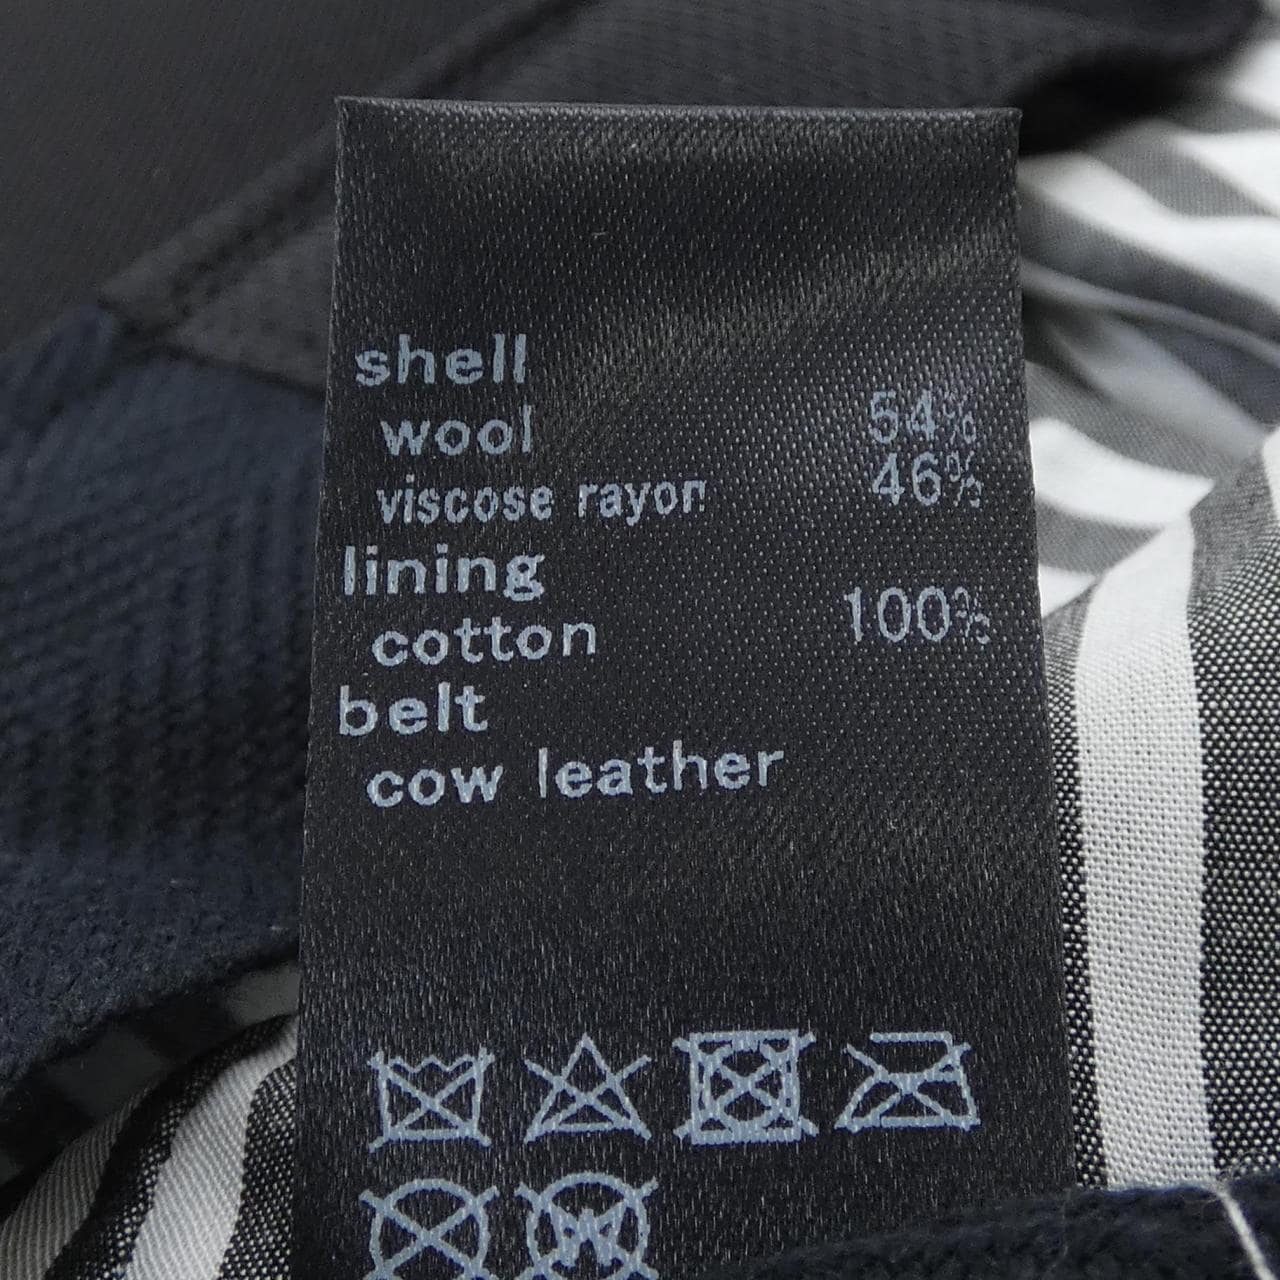 shell
wool 54%
viscose rayon 46%
lining
cotton 100%
belt
cow leather
W